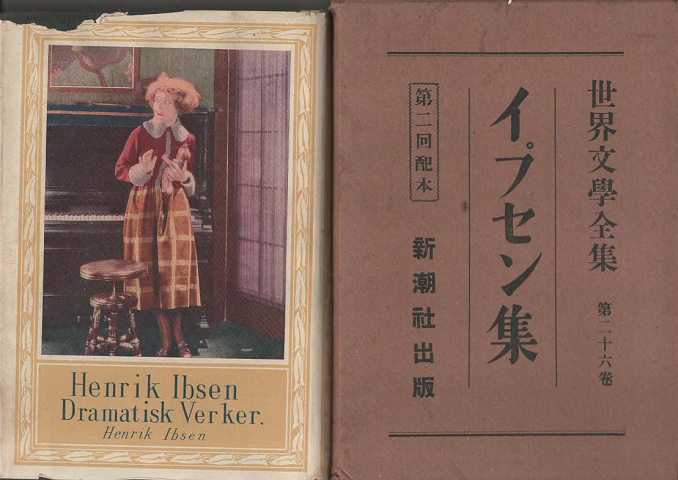 Henrik Ibsen
Dramatisk Verker.
Henrik Ibsen
世界文學全集 第二十六卷
イプセン集
第二回配本
新潮社出版